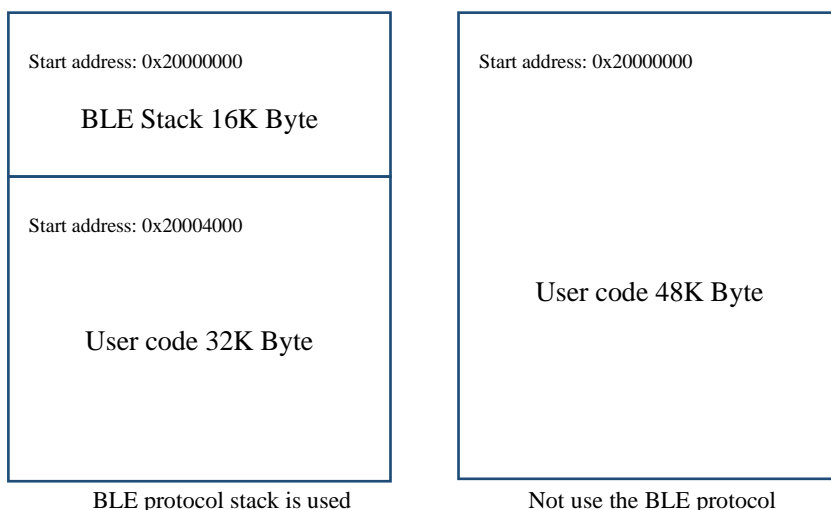 Start address: 0x20000000
BLE Stack 16K Byte
Start address: 0x20004000
User code 32K Byte
BLE protocol stack is used
Start address: 0x20000000
User code 48K Byte
Not use the BLE protocol